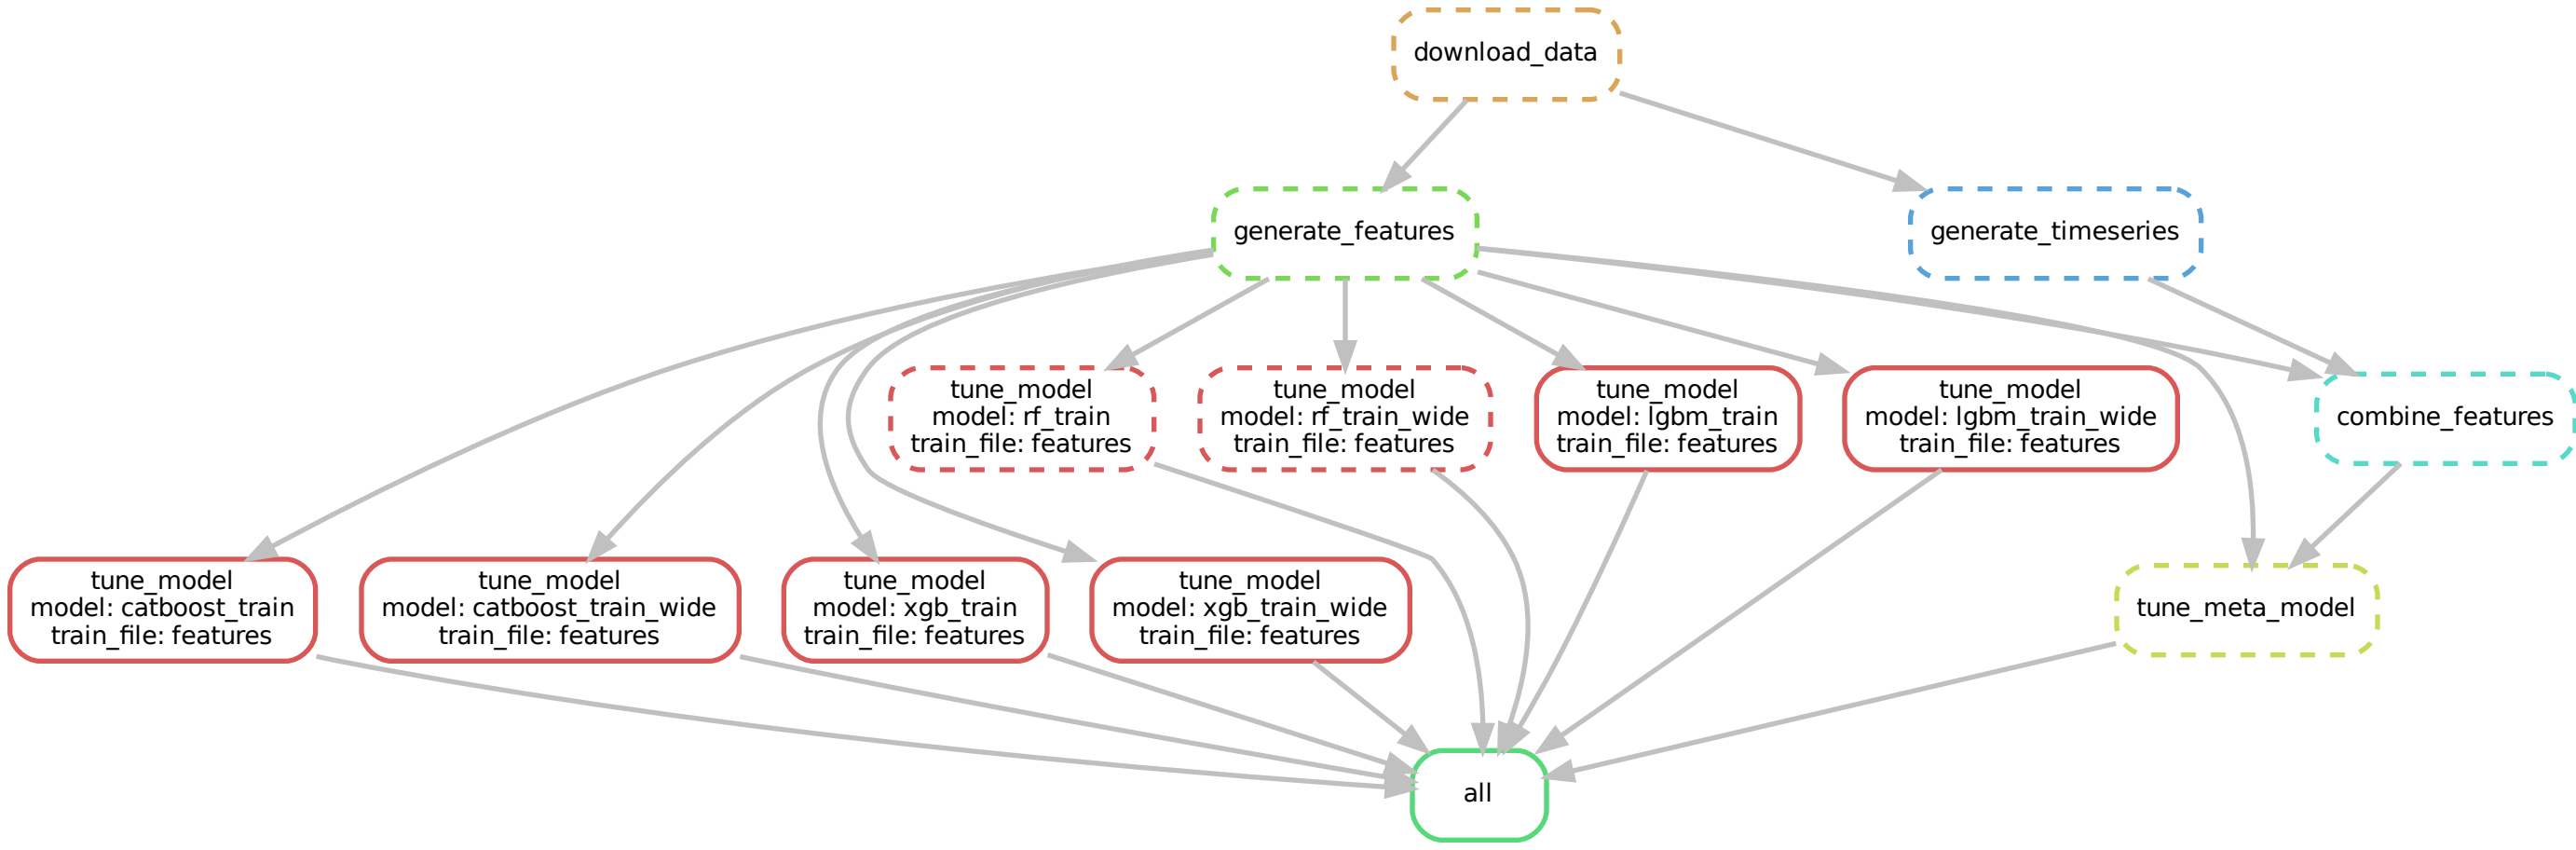 download_data
generate_features
generate_timeseries
tune_model
model: rf_train
train_file: features
tune_model
model: rf_train_wide
train_file: features
tune_model
model: lgbm_train
train_file: features
tune_model
model: lgbm_train_wide
train_file: features
combine_features
tune_model
model: catboost_train
train_file: features
tune_model
model: catboost_train_wide
train_file: features
tune_model
model: xgb_train
train_file: features
tune_model
model: xgb_train_wide
train_file: features
tune_meta_model
all